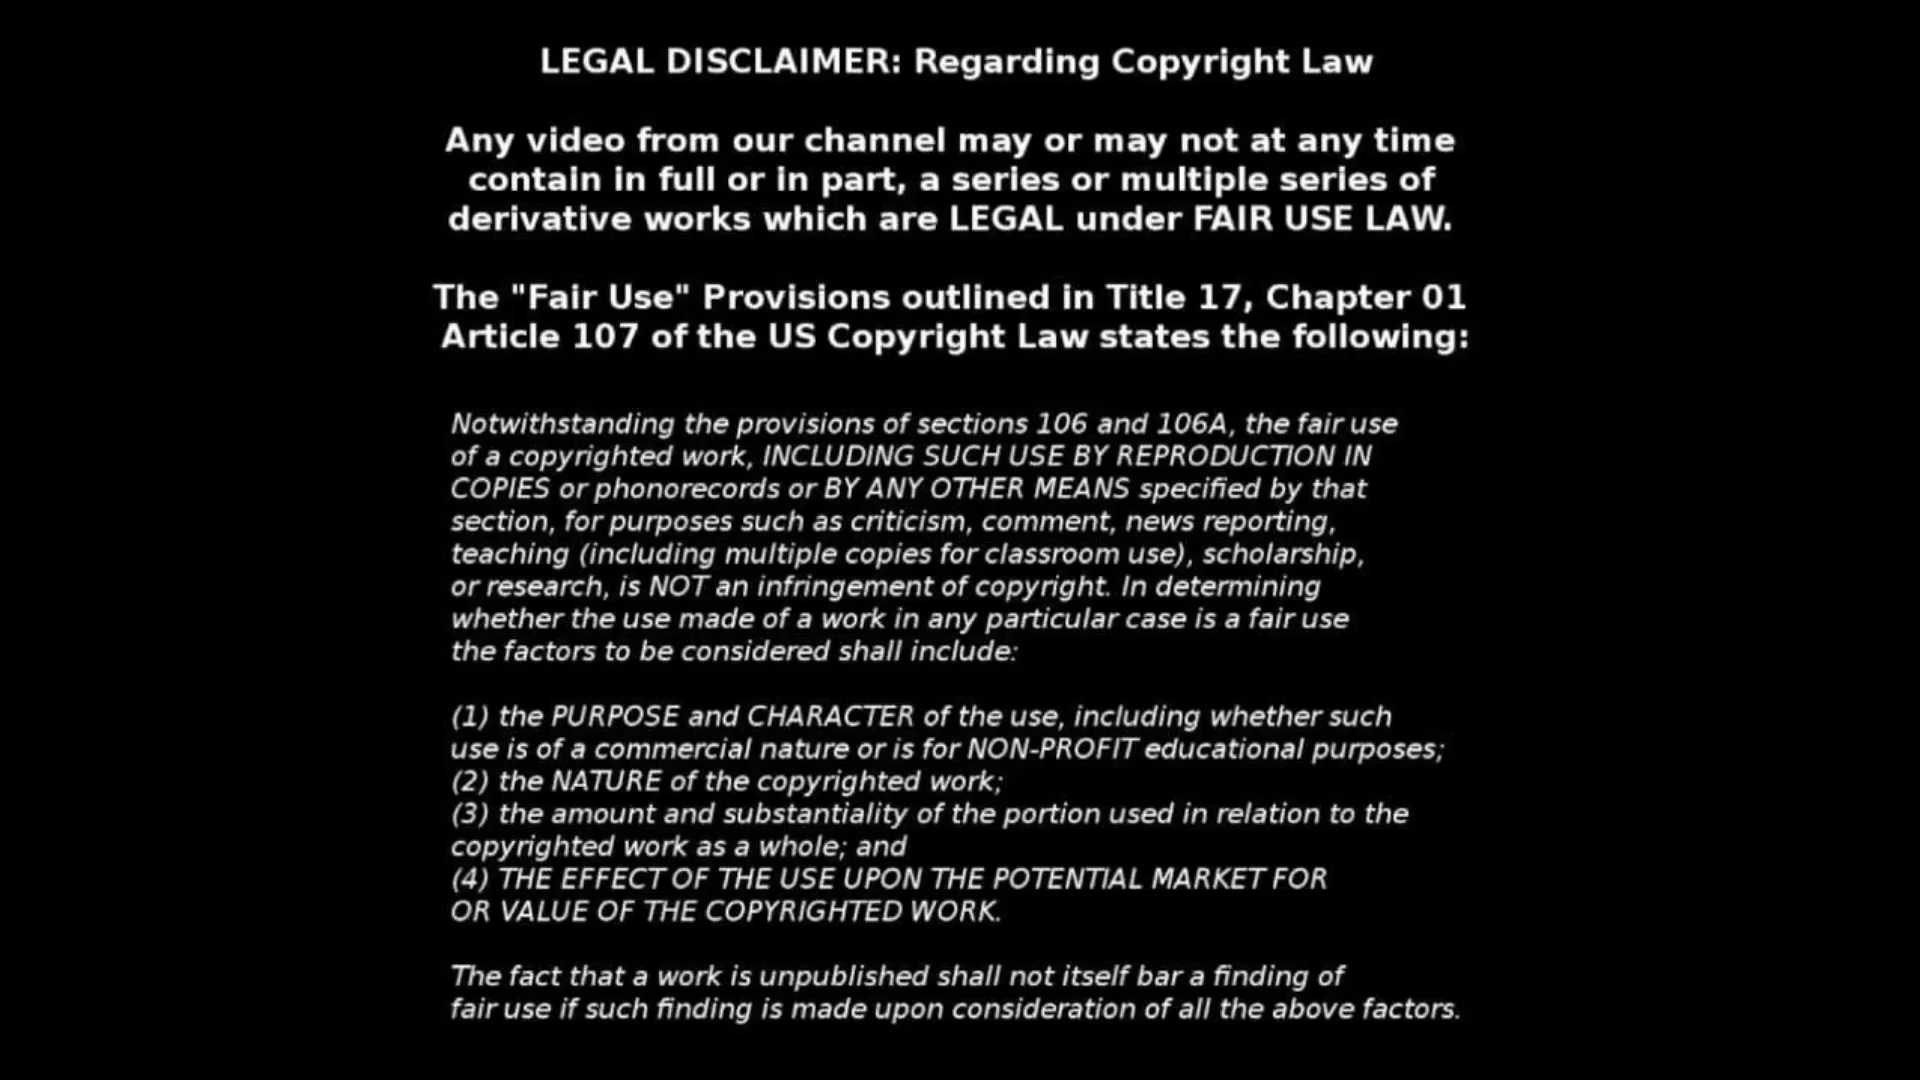 LEGAL DISCLAIMER: Regarding Copyright Law
Any video from our channel may or may not at any time
contain in full or in part, a series or multiple series of
derivative works which are LEGAL under FAIR USE LAW.
The "Fair Use" Provisions outlined in Title 17, Chapter 01
Article 107 of the US Copyright Law states the following:
Notwithstanding the provisions of sections 106 and 106A, the fair use
of a copyrighted work, INCLUDING SUCH USE BY REPRODUCTION IN
COPIES or phonorecords or BY ANY OTHER MEANS specified by that
section, for purposes such as criticism, comment, news reporting,
teaching (including multiple copies for classroom use), scholarship,
or research, is NOT an infringement of copyright. In determining
whether the use made of a work in any particular case is a fair use
the factors to be considered shall include:
(1) the PURPOSE and CHARACTER of the use, including whether such
use is of a commercial nature or is for NON-PROFIT educational purposes;
(2) the NATURE of the copyrighted work;
(3) the amount and substantiality of the portion used in relation to the
copyrighted work as a whole; and
(4) THE EFFECT OF THE USE UPON THE POTENTIAL MARKET FOR
OR VALUE OF THE COPYRIGHTED WORK.
The fact that a work is unpublished shall not itself bar a finding of
fair use if such finding is made upon consideration of all the above factors.